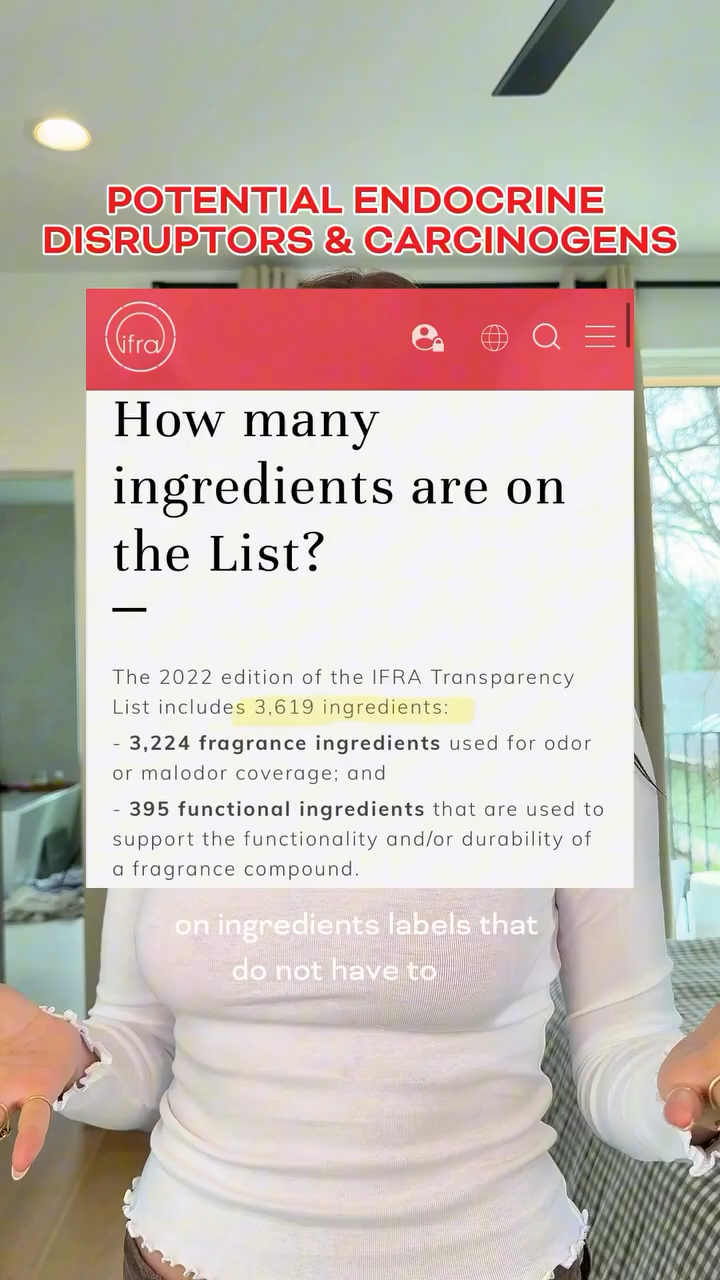 POTENTIAL ENDOCRINE
DISRUPTORS & CARCINOGENS
ifra
How many
ingredients are on
the List?
The 2022 edition of the IFRA Transparency
List includes 3,619 ingredients:
- 3,224 fragrance ingredients used for odor
or malodor coverage; and
- 395 functional ingredients that are used to
support the functionality and/or durability of
a fragrance compound.
on ingredients labels that
do not have to